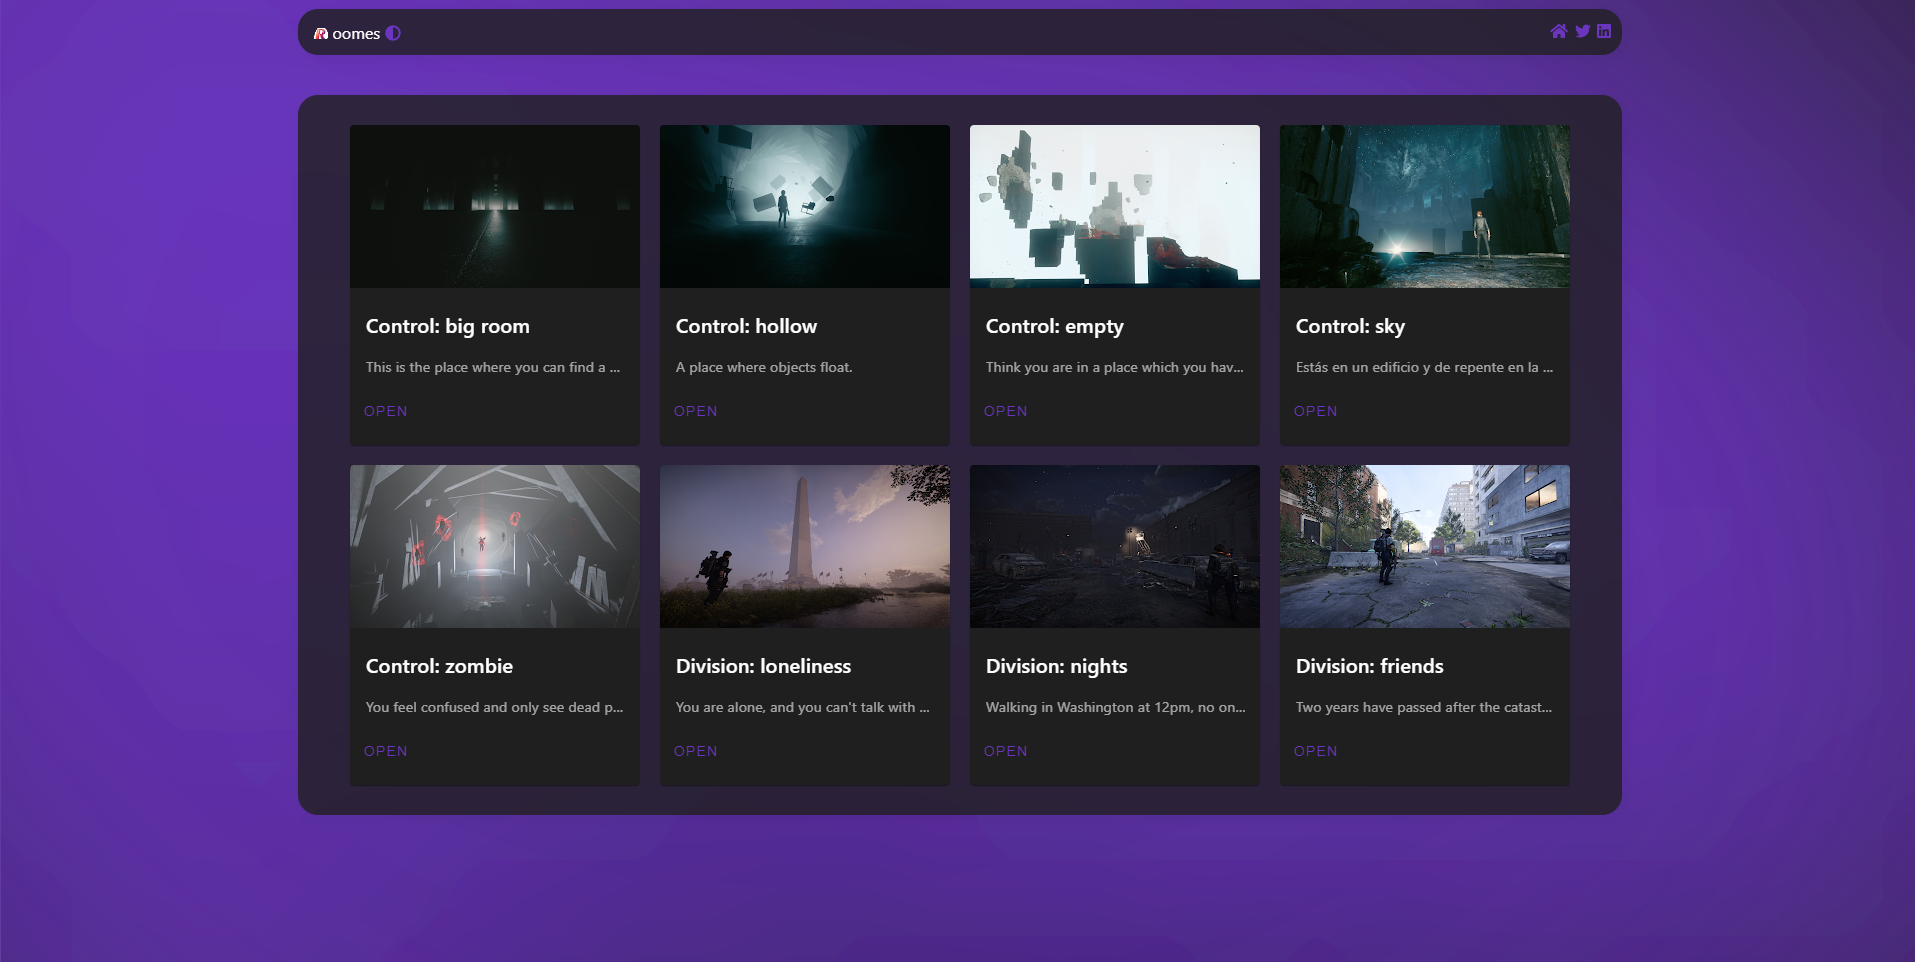 Roomes
Control: big room
This is the place where you can find a ...
OPEN
Control: hollow
A place where objects float.
OPEN
Control: empty
Think you are in a place which you hav...
OPEN
Control: sky
Estás en un edificio y de repente en la ...
OPEN
Control: zombie
You feel confused and only see dead p...
OPEN
Division: loneliness
You are alone, and you can't talk with ...
OPEN
Division: nights
Walking in Washington at 12pm, no on...
OPEN
Division: friends
Two years have passed after the catast...
OPEN